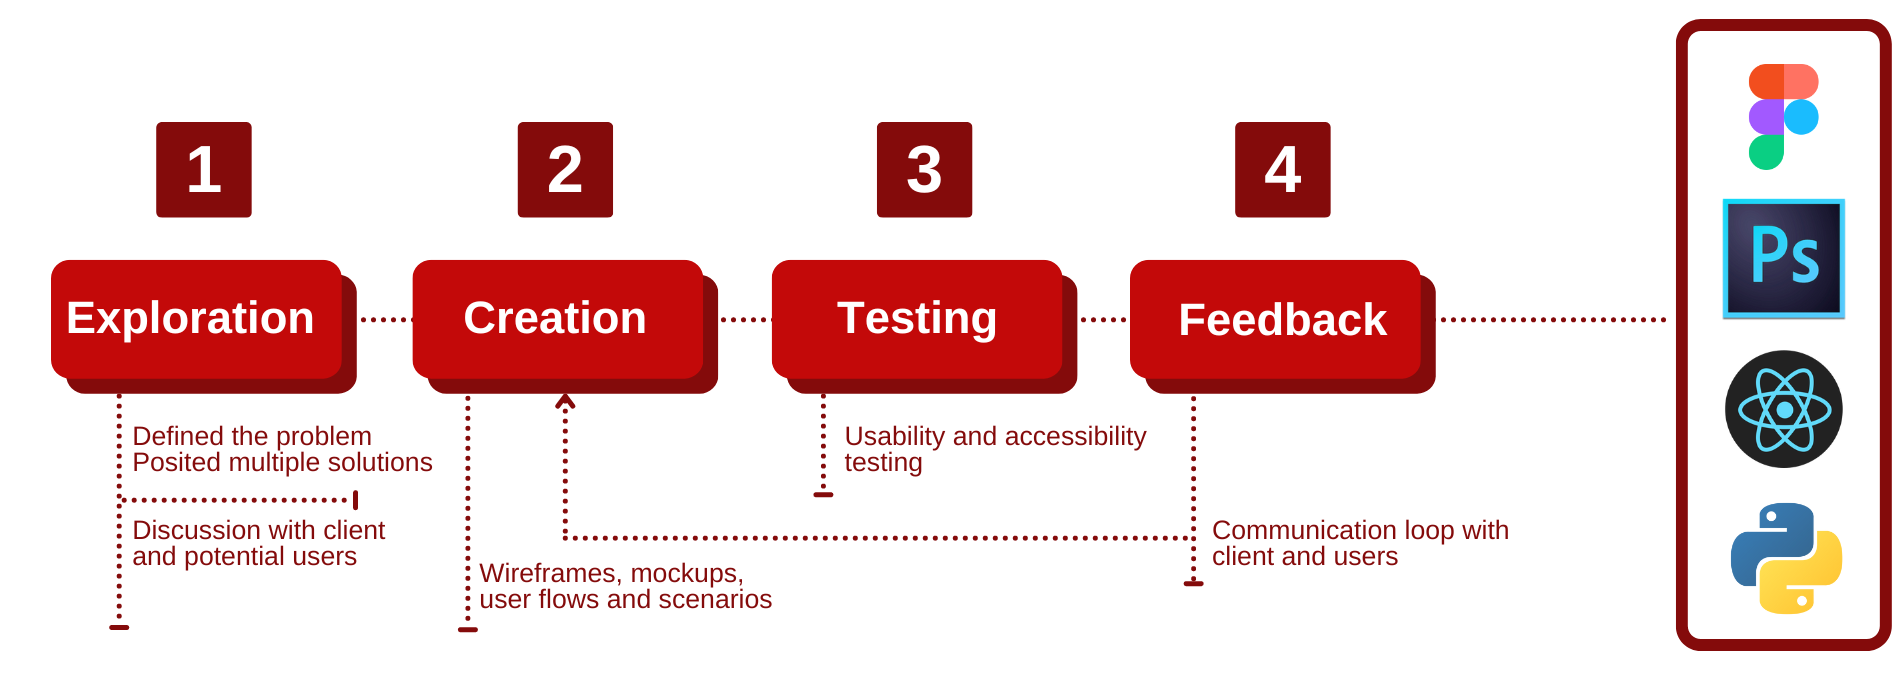 1
2
3
4
Exploration
Creation
Testing
Feedback
Defined the problem
Posited multiple solutions
Discussion with client
and potential users
Wireframes, mockups,
user flows and scenarios
Usability and accessibility
testing
Communication loop with
client and users
Ps